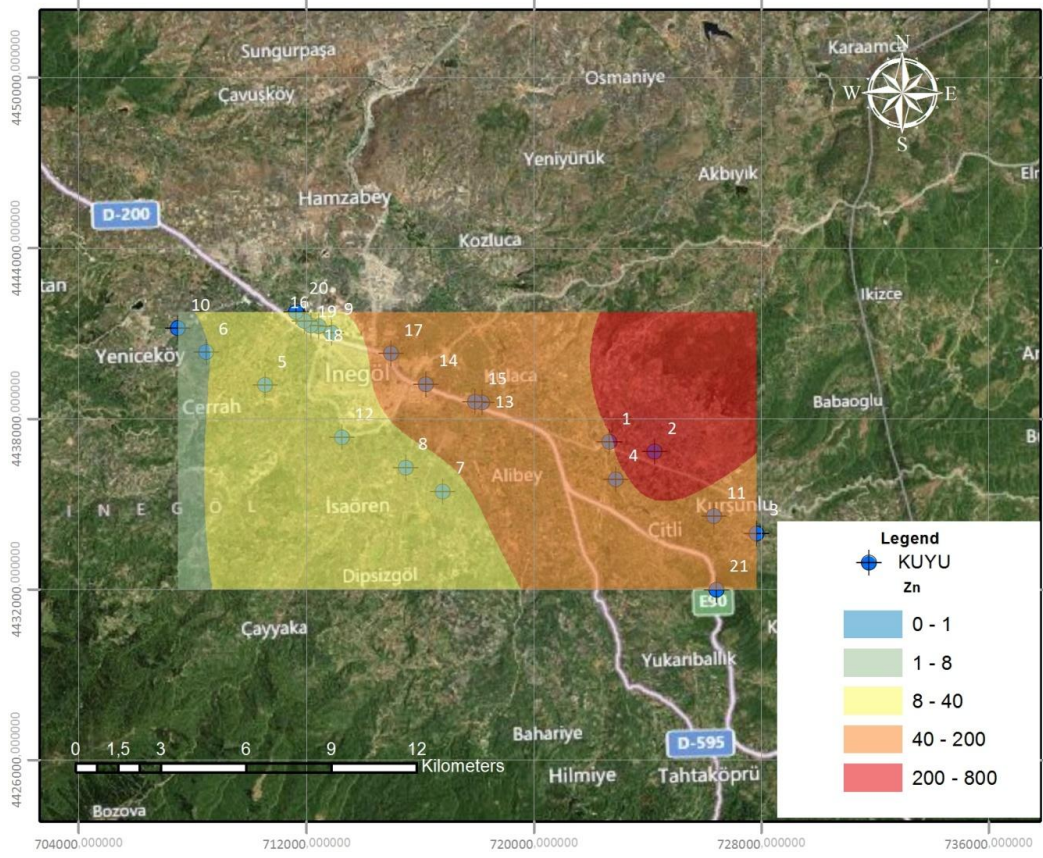 Sungurpaşa
Karaamca
N
W E
S
Osmaniye
Çavuşköy
Yeniyürük
Akbıyık
Hamzabey
D-200
Kozluca
tan
Ikizce
20
10 16 19 9
6 18 17
Yeniceköy
İnegöl
14
5
15
13
Cerrah
Babaoglu
12
1
2
8
4
7
Alibey
11
Kurşunlu
3
İsaören
I N E G Ö L
Çitli
21
Dipsizgöl
E90
Çayyaka
Yukarıballık
D-595
Bahariye
Hilmiye
Tahtaköprü
Bozova
0 1,5 3 6 9 12
Kilometers
Legend
KUYU
Zn
0 - 1
1 - 8
8 - 40
40 - 200
200 - 800
4450000.000000
4444000.000000
4438000.000000
4432000.000000
4426000.000000
704000.000000 712000.000000 720000.000000 728000.000000 736000.000000